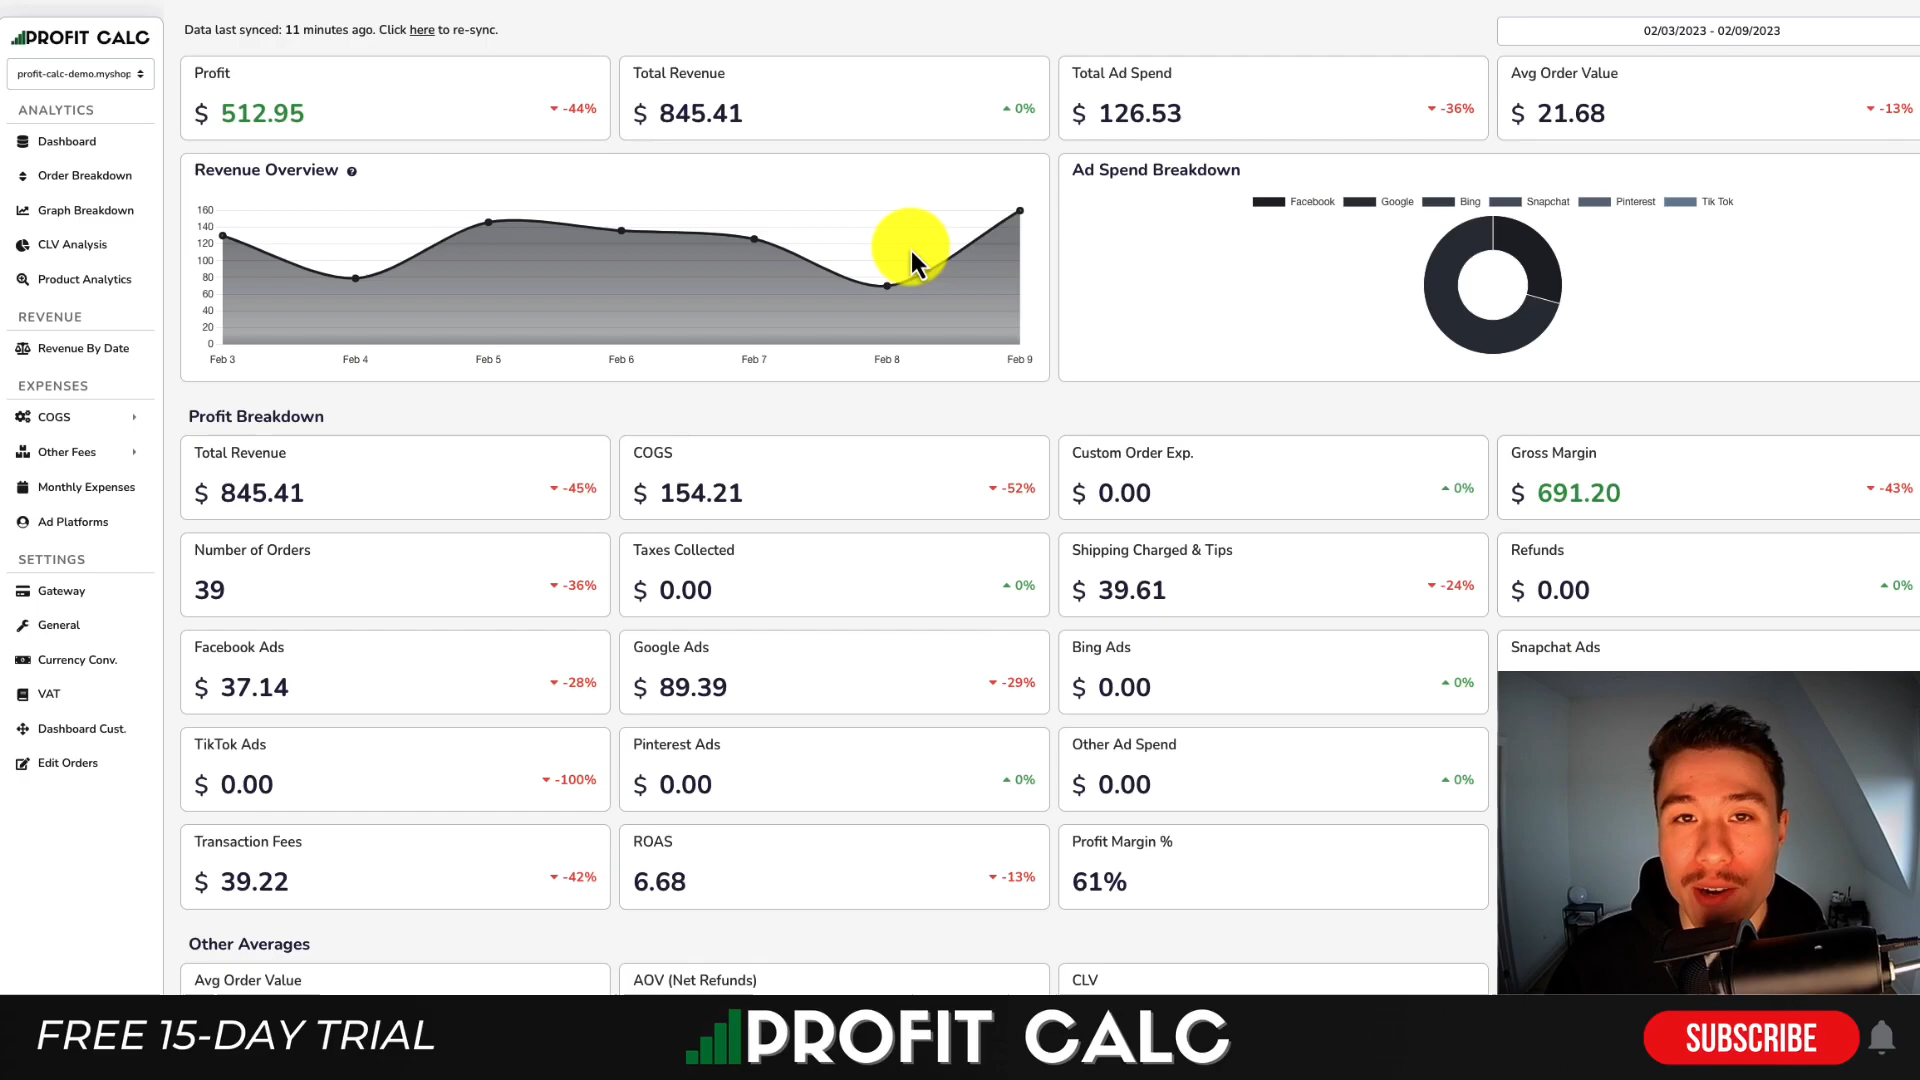 PROFIT CALC
profit-calc-demo.myshop
ANALYTICS
Dashboard
Order Breakdown
Graph Breakdown
CLV Analysis
Product Analytics
REVENUE
Revenue By Date
EXPENSES
COGS
Other Fees
Monthly Expenses
Ad Platforms
SETTINGS
Gateway
General
Currency Conv.
VAT
Dashboard Cust.
Edit Orders
Data last synced: 11 minutes ago. Click here to re-sync.
02/03/2023 - 02/09/2023
Profit
$ 512.95 -44%
Total Revenue
$ 845.41 0%
Total Ad Spend
$ 126.53 -36%
Avg Order Value
$ 21.68 -13%
Revenue Overview ?
160
140
120
100
80
60
40
20
0
Feb 3 Feb 4 Feb 5 Feb 6 Feb 7 Feb 8 Feb 9
Ad Spend Breakdown
Facebook Google Bing Snapchat Pinterest Tik Tok
Profit Breakdown
Total Revenue
$ 845.41 -45%
COGS
$ 154.21 -52%
Custom Order Exp.
$ 0.00 0%
Gross Margin
$ 691.20 -43%
Number of Orders
39 -36%
Taxes Collected
$ 0.00 0%
Shipping Charged & Tips
$ 39.61 -24%
Refunds
$ 0.00 0%
Facebook Ads
$ 37.14 -28%
Google Ads
$ 89.39 -29%
Bing Ads
$ 0.00 0%
Snapchat Ads
TikTok Ads
$ 0.00 -100%
Pinterest Ads
$ 0.00 0%
Other Ad Spend
$ 0.00 0%
Transaction Fees
$ 39.22 -42%
ROAS
6.68 -13%
Profit Margin %
61%
Other Averages
Avg Order Value
AOV (Net Refunds)
CLV
FREE 15-DAY TRIAL
PROFIT CALC
SUBSCRIBE